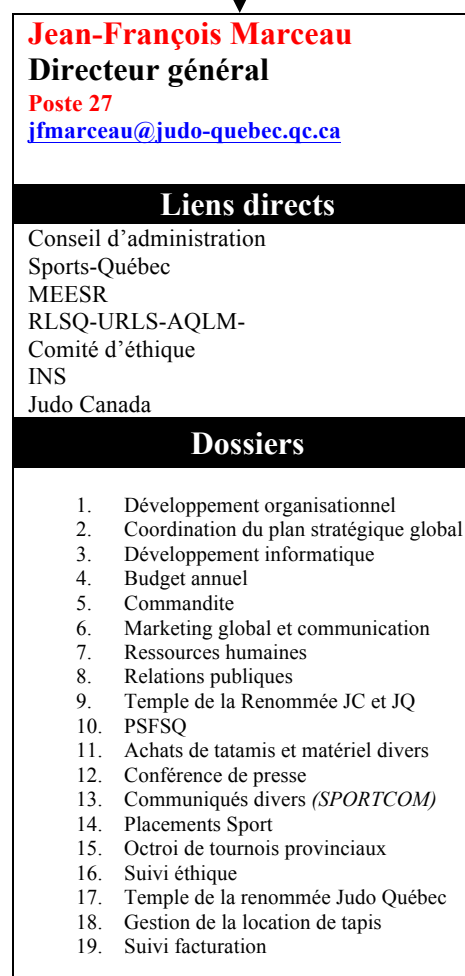 Jean-François Marceau
Directeur général
Poste 27
jfmarceau@judo-quebec.qc.ca
Liens directs
Conseil d’administration
Sports-Québec
MEESR
RLSQ-URLS-AQLM-
Comité d’éthique
INS
Judo Canada
Dossiers
1. Développement organisationnel
2. Coordination du plan stratégique global
3. Développement informatique
4. Budget annuel
5. Commandite
6. Marketing global et communication
7. Ressources humaines
8. Relations publiques
9. Temple de la Renommée JC et JQ
10. PSFSQ
11. Achats de tatamis et matériel divers
12. Conférence de presse
13. Communiqués divers (SPORTCOM)
14. Placements Sport
15. Octroi de tournois provinciaux
16. Suivi éthique
17. Temple de la renommée Judo Québec
18. Gestion de la location de tapis
19. Suivi facturation